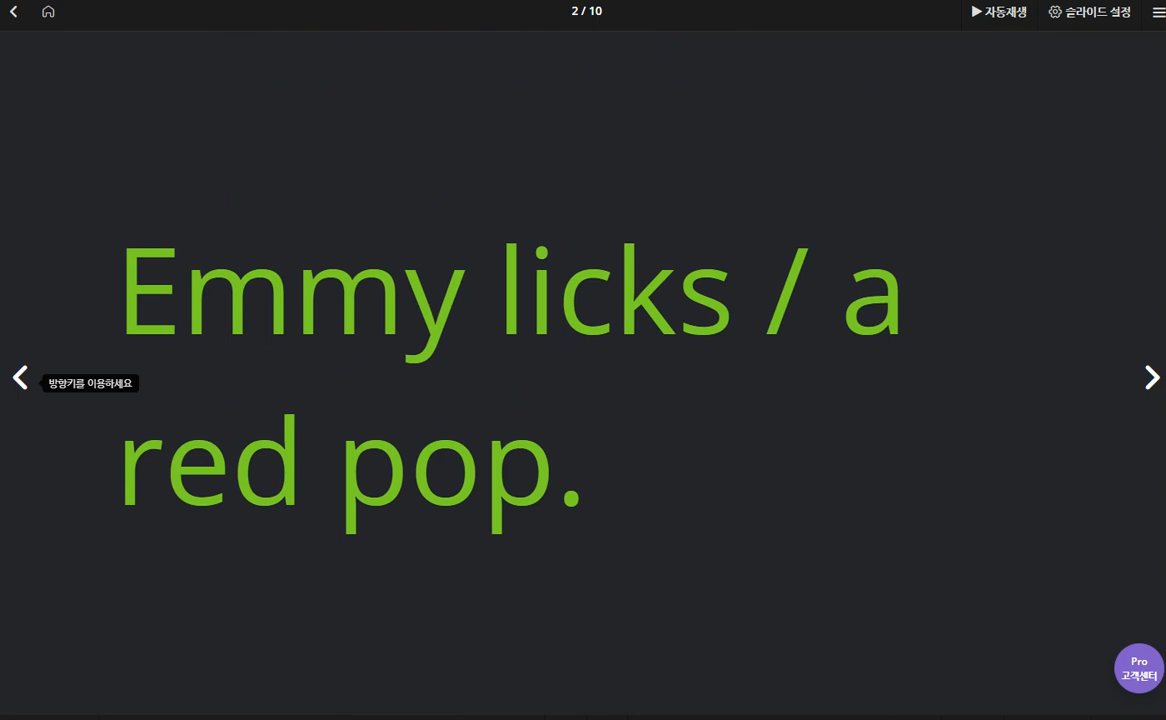 2 / 10
자동재생
슬라이드 설정
Emmy licks / a
방향키를 이용하세요
red pop.
Pro
고객센터